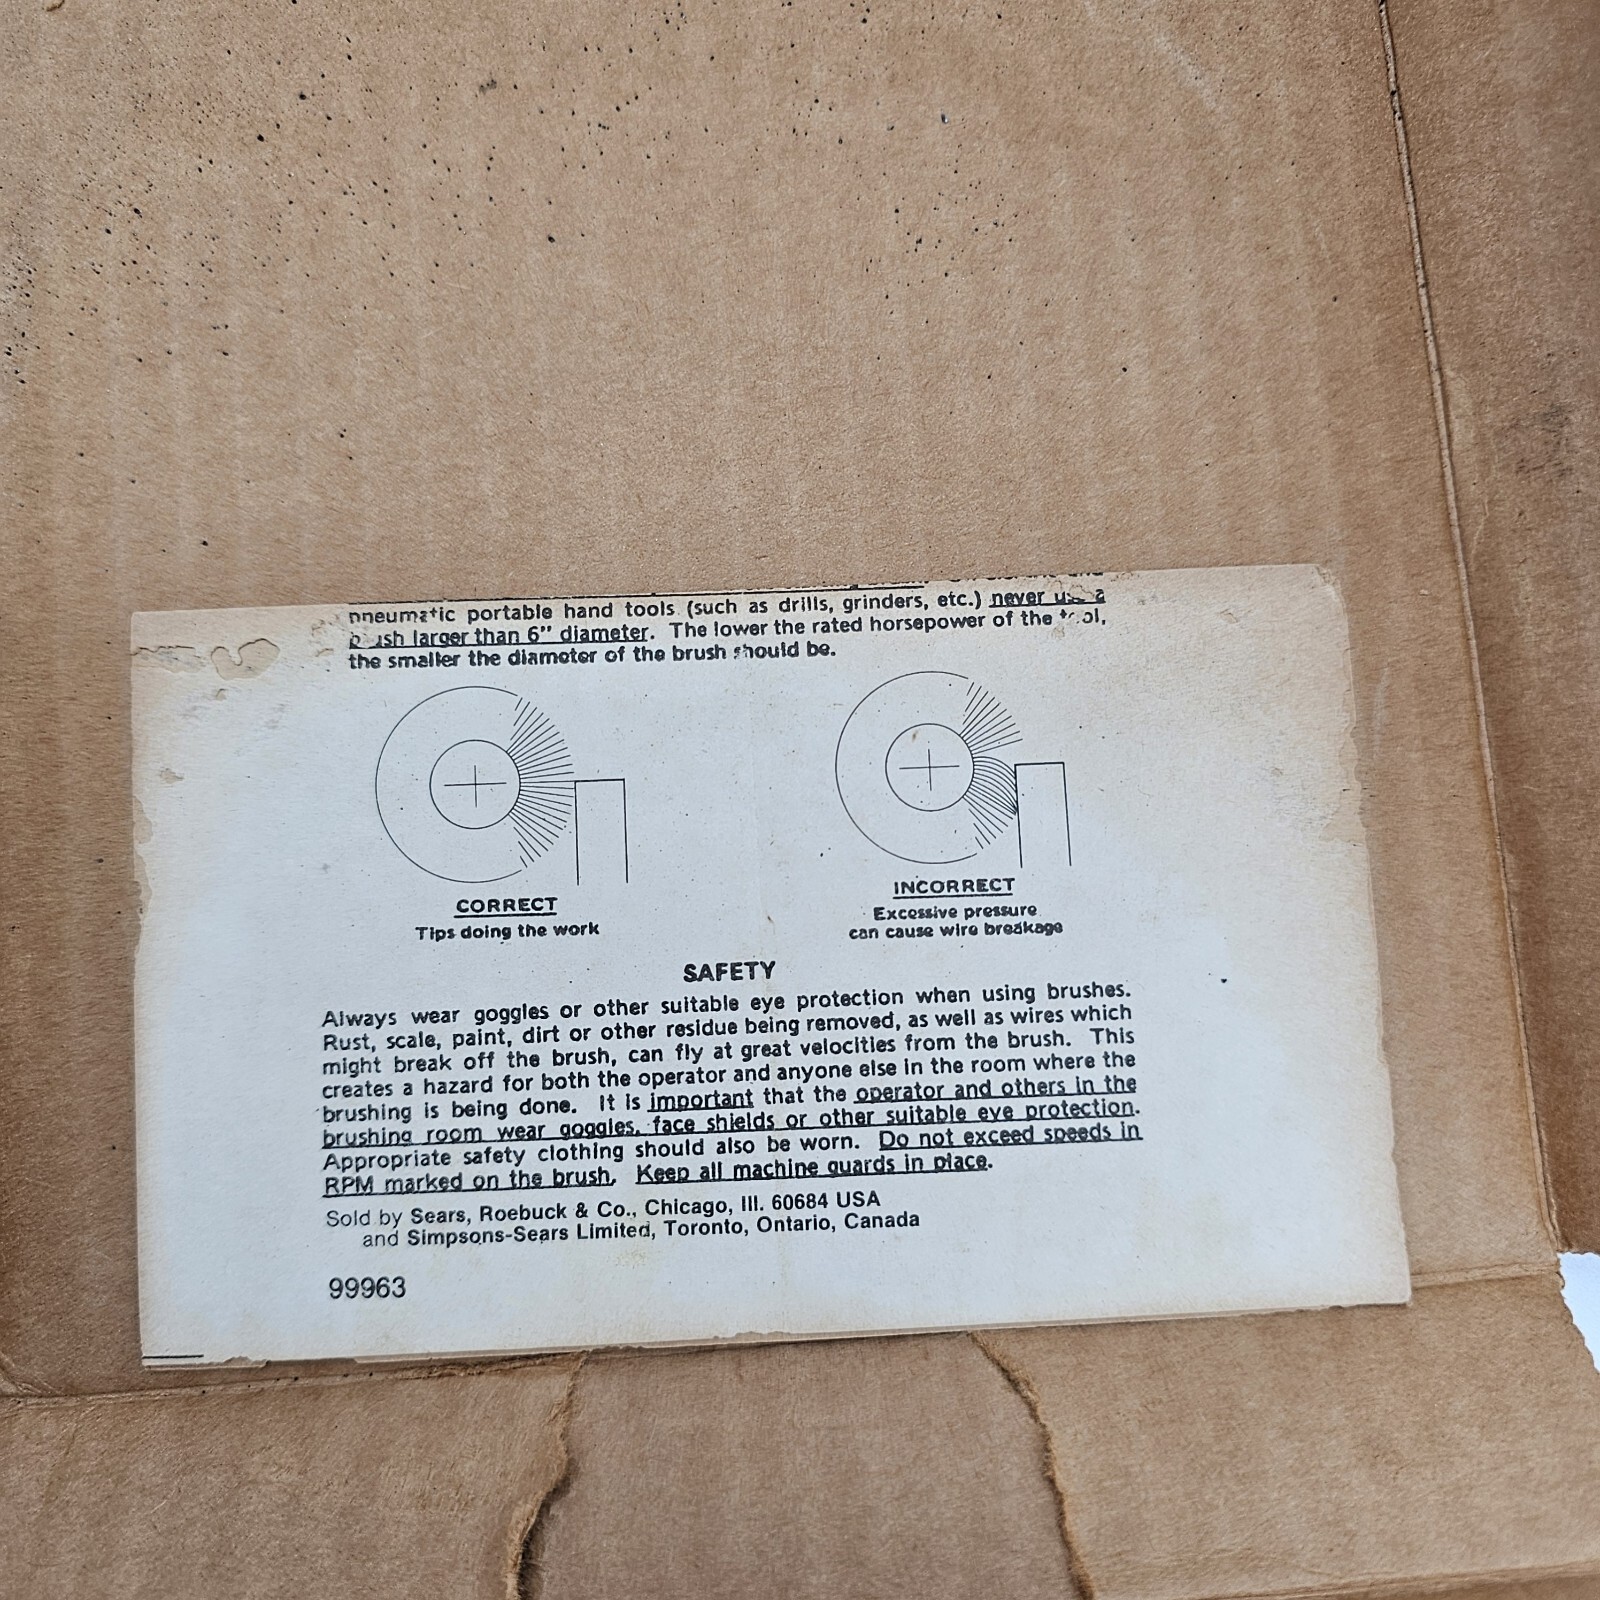 pneumatic portable hand tools (such as drills, grinders, etc.) never use a
brush larger than 6" diameter. The lower the rated horsepower of the tool,
the smaller the diameter of the brush should be.
CORRECT
Tips doing the work
INCORRECT
Excessive pressure
can cause wire breakage
SAFETY
Always wear goggles or other suitable eye protection when using brushes.
Rust, scale, paint, dirt or other residue being removed, as well as wires which
might break off the brush, can fly at great velocities from the brush. This
creates a hazard for both the operator and anyone else in the room where the
brushing is being done. It is important that the operator and others in the
brushing room wear goggles, face shields or other suitable eye protection.
Appropriate safety clothing should also be worn. Do not exceed speeds in
RPM marked on the brush. Keep all machine guards in place.
Sold by Sears, Roebuck & Co., Chicago, Ill. 60684 USA
and Simpsons-Sears Limited, Toronto, Ontario, Canada
99963